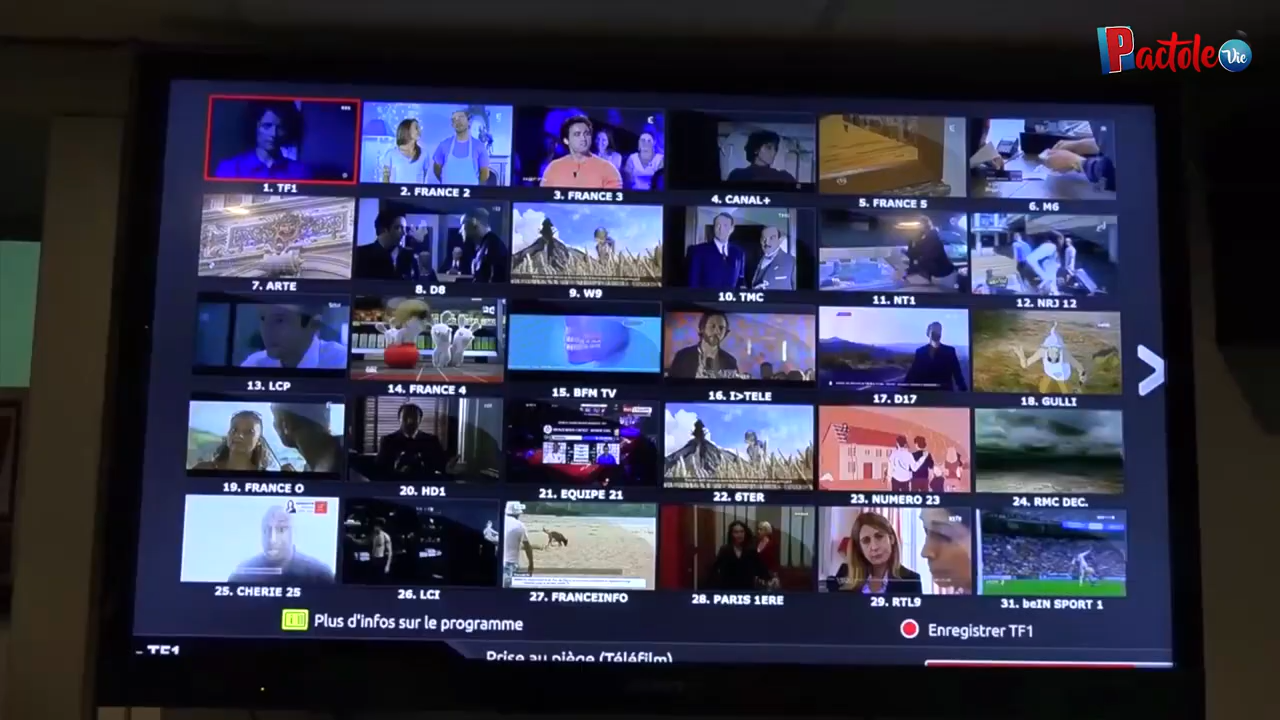 Pactole Vie
1. TF1
2. FRANCE 2
3. FRANCE 3
4. CANAL+
5. FRANCE 5
6. M6
7. ARTE
8. D8
9. W9
10. TMC
11. NT1
12. NRJ 12
13. LCP
14. FRANCE 4
15. BFM TV
16. I>TELE
17. D17
18. GULLI
19. FRANCE O
20. HD1
21. EQUIPE 21
22. 6TER
23. NUMERO 23
24. RMC DEC.
25. CHERIE 25
26. LCI
27. FRANCEINFO
28. PARIS 1ERE
29. RTL9
31. beIN SPORT 1
Plus d'infos sur le programme
Enregistrer TF1
TF1
Prise au piège (Téléfilm)